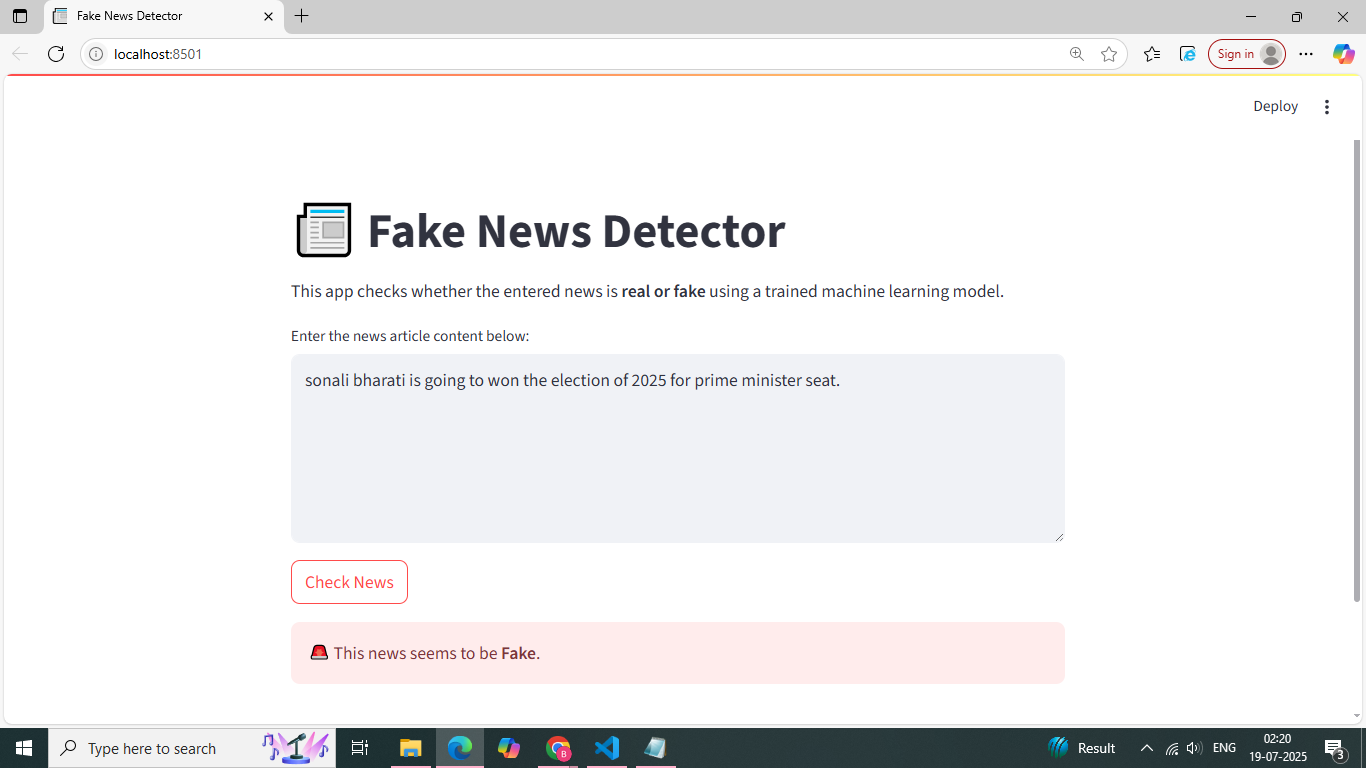 Fake News Detector
localhost:8501
Sign in
Deploy
Fake News Detector
This app checks whether the entered news is real or fake using a trained machine learning model.
Enter the news article content below:
sonali bharati is going to won the election of 2025 for prime minister seat.
Check News
This news seems to be Fake.
Type here to search
B
Result
ENG
02:20
19-07-2025
3